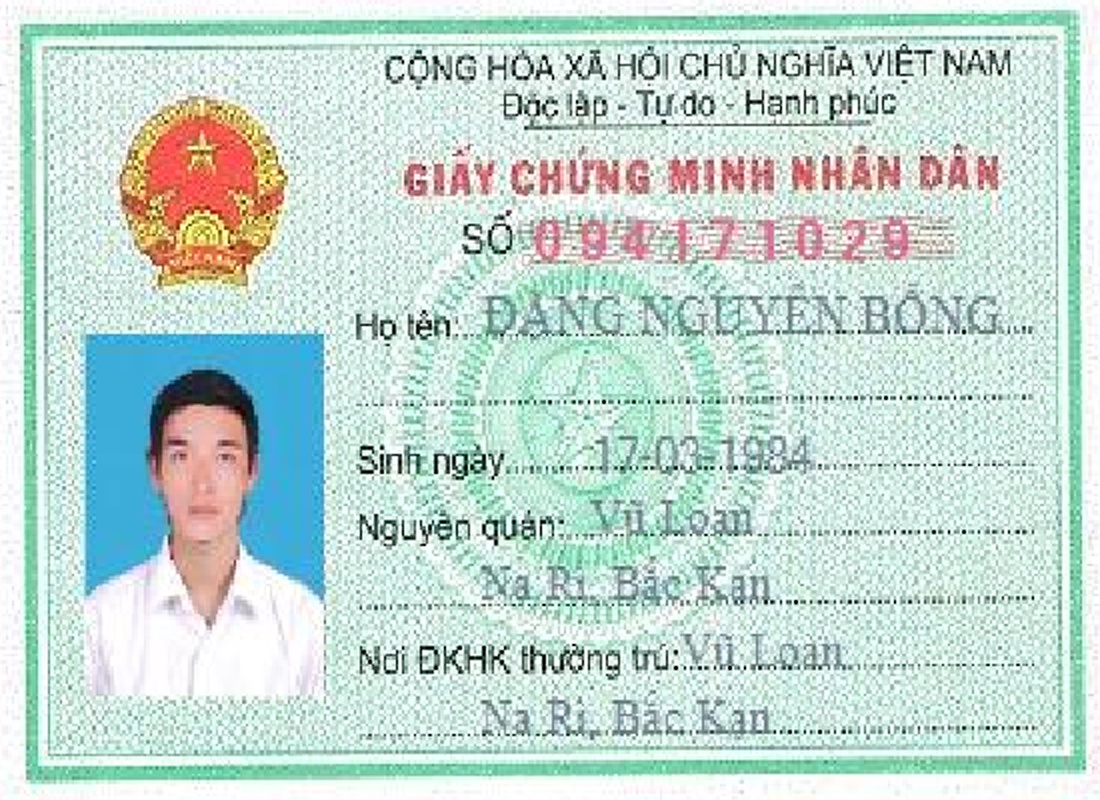 CỘNG HÒA XÃ HỘI CHỦ NGHĨA VIỆT NAM
Độc lập - Tự do - Hạnh phúc
GIẤY CHỨNG MINH NHÂN DÂN
SỐ 094171029
Họ tên: ĐẶNG NGUYÊN BÔNG
Sinh ngày 17-03-1984
Nguyên quán: Vũ Loan
Na Rì, Bắc Kạn
Nơi ĐKHK thường trú: Vũ Loan
Na Rì, Bắc Kạn